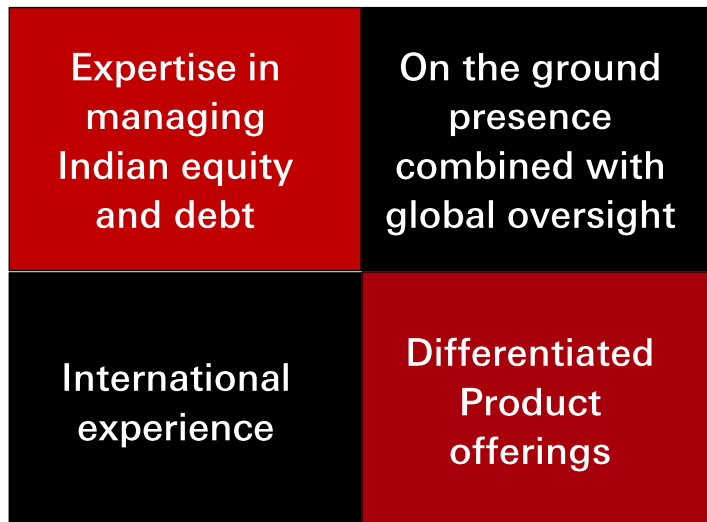 Expertise in
managing
Indian equity
and debt
On the ground
presence
combined with
global oversight
International
experience
Differentiated
Product
offerings